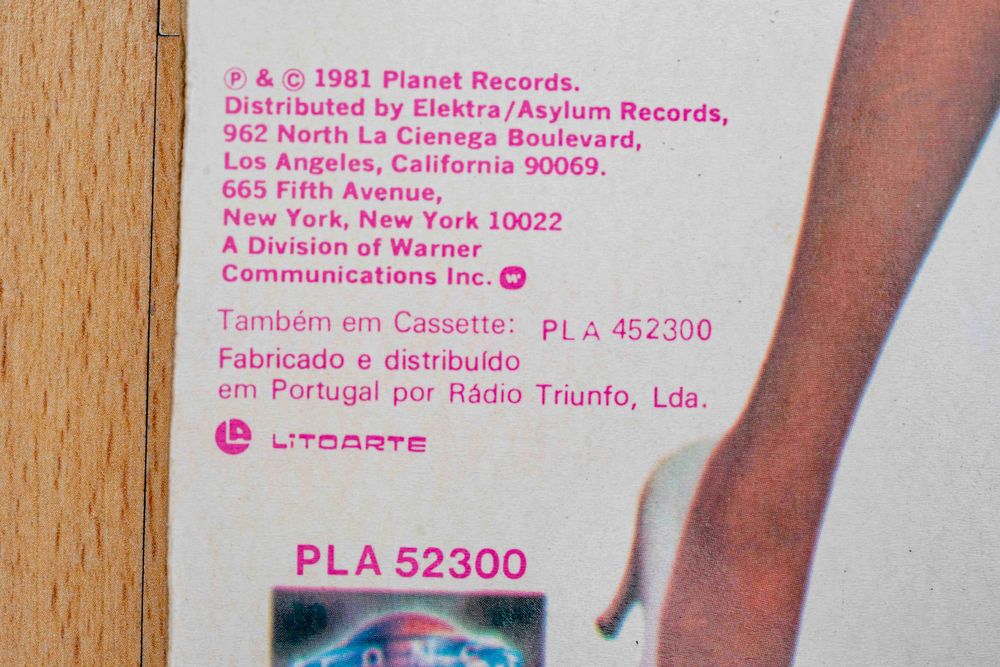 Ⓟ & © 1981 Planet Records.
Distributed by Elektra/Asylum Records,
962 North La Cienega Boulevard,
Los Angeles, California 90069.
665 Fifth Avenue,
New York, New York 10022
A Division of Warner
Communications Inc.
Também em Cassette: PLA 452300
Fabricado e distribuído
em Portugal por Rádio Triunfo, Lda.
LiTOARTE
PLA 52300